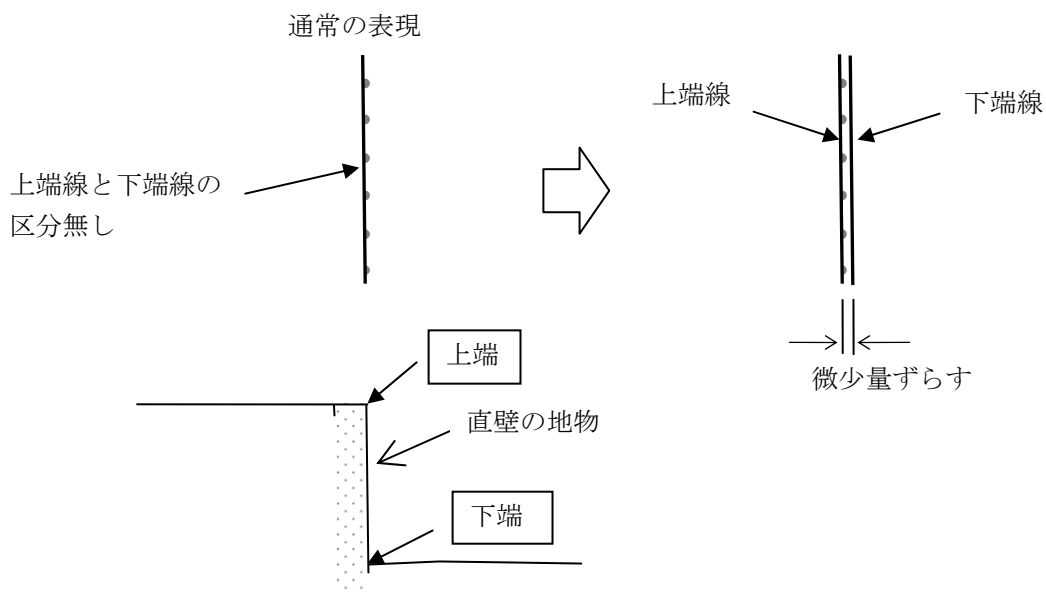 通常の表現
上端線と下端線の
区分無し
上端線
下端線
微少量ずらす
上端
直壁の地物
下端